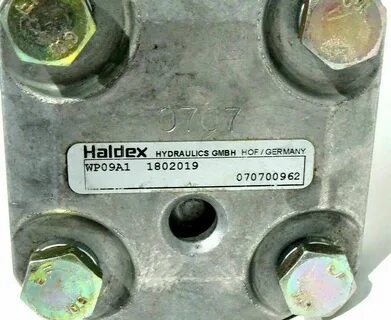 0707
Haldex HYDRAULICS GMBH HOF / GERMANY
WP09A1 1802019
070700962